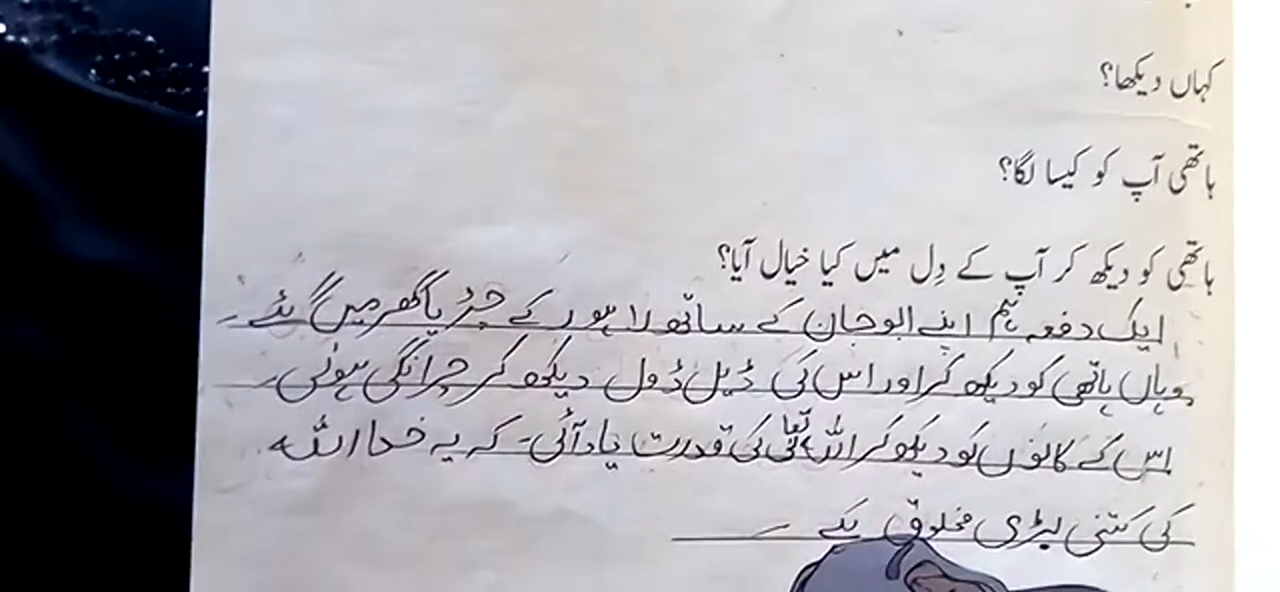 کہاں دیکھا؟
ہاتھی آپ کو کیسا لگا؟
ہاتھی کو دیکھ کر آپ کے دِل میں کیا خیال آیا؟
ایک دفعہ ہم اپنے ابو جان کے ساتھ لاہور کے چڑیا گھر میں گئے۔
وہاں ہاتھی کو دیکھ کر اور اس کی ڈیل ڈول دیکھ کر حیرانگی ہوئی۔
اس کے کانوں کو دیکھ کر اللہ تعالیٰ کی قدرت یاد آئی۔ کہ یہ خدا اللہ
کی کتنی بڑی مخلوق ہے۔